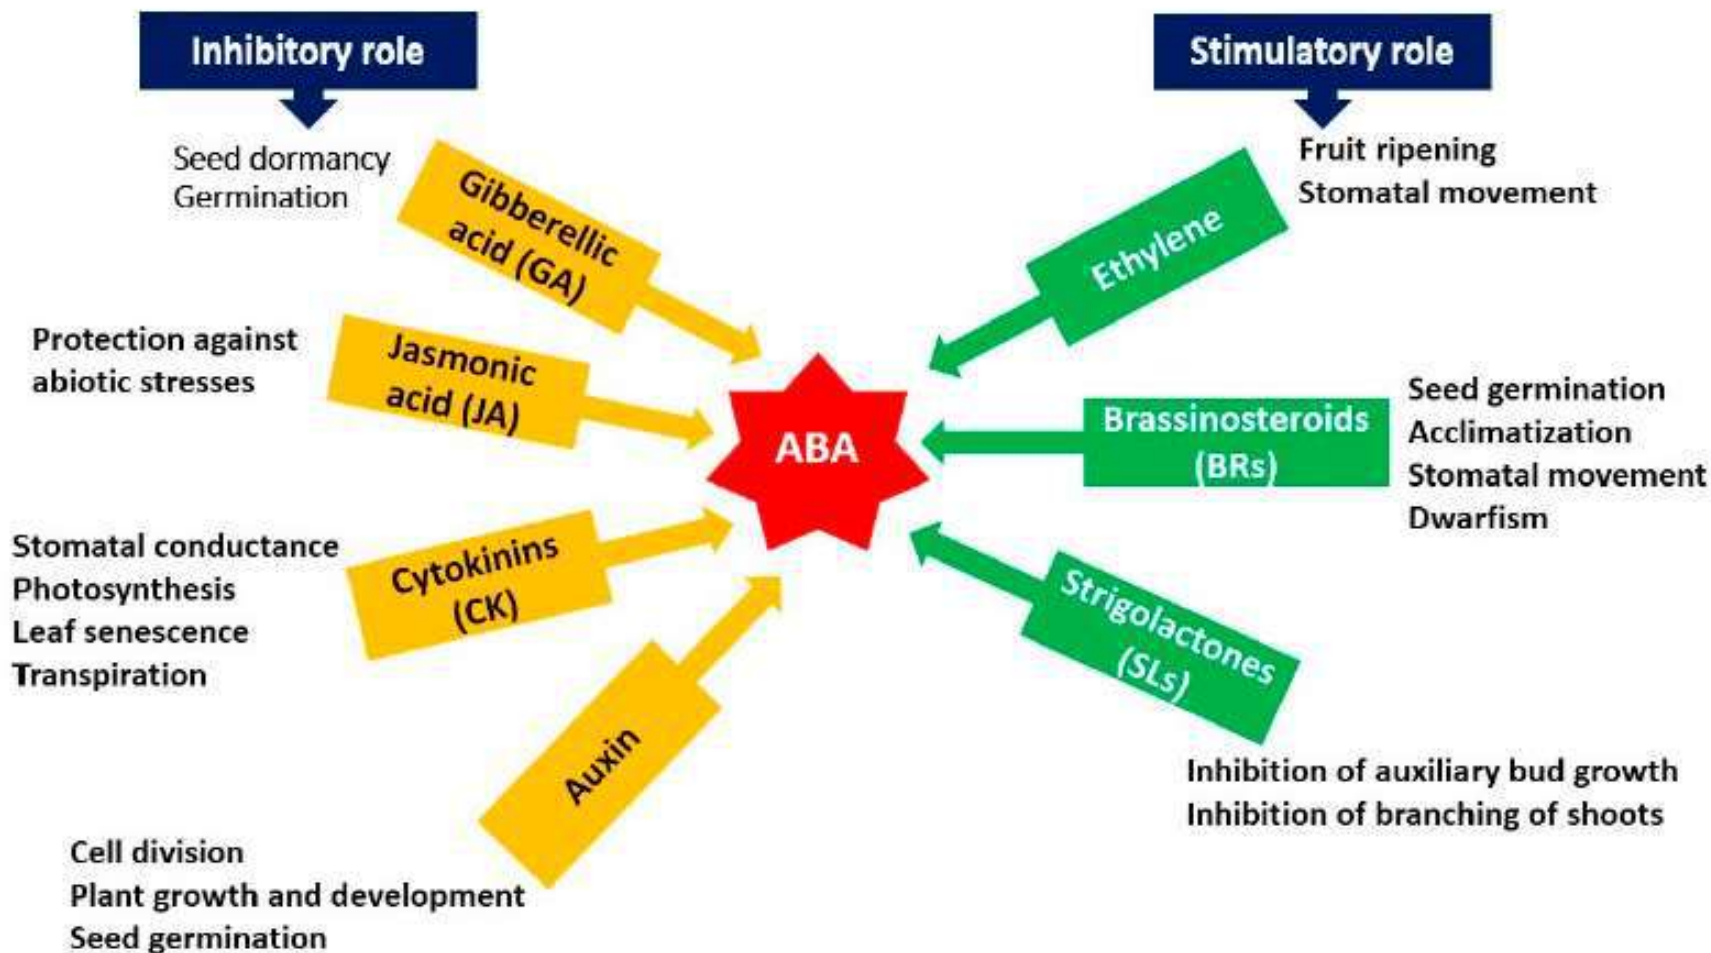 Inhibitory role
Seed dormancy
Germination
Gibberellic
acid (GA)
Protection against
abiotic stresses
Jasmonic
acid (JA)
Stomatal conductance
Photosynthesis
Leaf senescence
Transpiration
Cytokinins
(CK)
Auxin
Cell division
Plant growth and development
Seed germination
ABA
Stimulatory role
Fruit ripening
Stomatal movement
Ethylene
Brassinosteroids
(BRs)
Seed germination
Acclimatization
Stomatal movement
Dwarfism
Strigolactones
(SLs)
Inhibition of auxiliary bud growth
Inhibition of branching of shoots